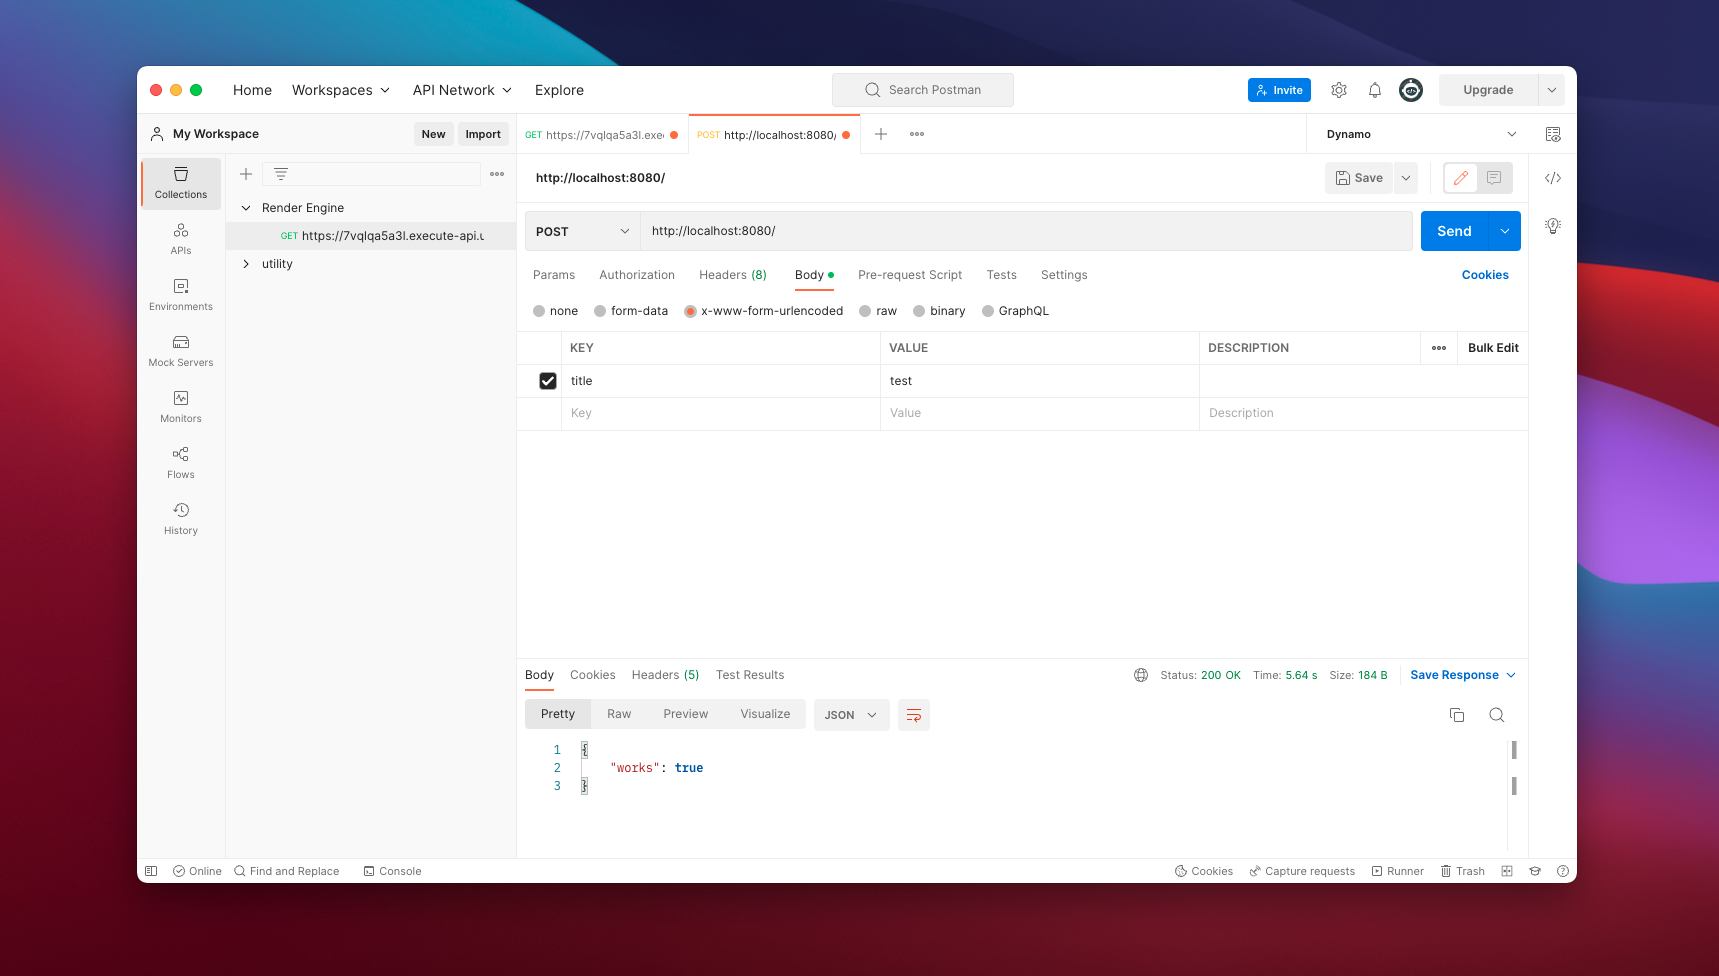 Home Workspaces API Network Explore Search Postman Invite Upgrade
My Workspace New Import
GET https://7vqlqa5a3l.exec POST http://localhost:8080/ Dynamo
Collections
APIs
Environments
Mock Servers
Monitors
Flows
History
Render Engine
GET https://7vqlqa5a3l.execute-api.u
utility
http://localhost:8080/ Save
POST http://localhost:8080/ Send
Params Authorization Headers (8) Body Pre-request Script Tests Settings Cookies
none form-data x-www-form-urlencoded raw binary GraphQL
KEY VALUE DESCRIPTION Bulk Edit
title test
Key Value Description
Body Cookies Headers (5) Test Results Status: 200 OK Time: 5.64 s Size: 184 B Save Response
Pretty Raw Preview Visualize JSON
1 {
2 "works": true
3 }
Online Find and Replace Console Cookies Capture requests Runner Trash